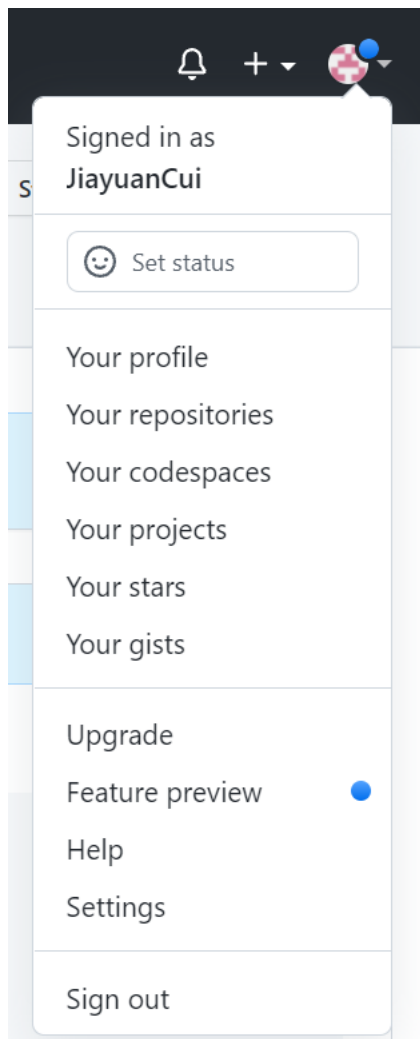 S
Signed in as
JiayuanCui
Set status
Your profile
Your repositories
Your codespaces
Your projects
Your stars
Your gists
Upgrade
Feature preview
Help
Settings
Sign out